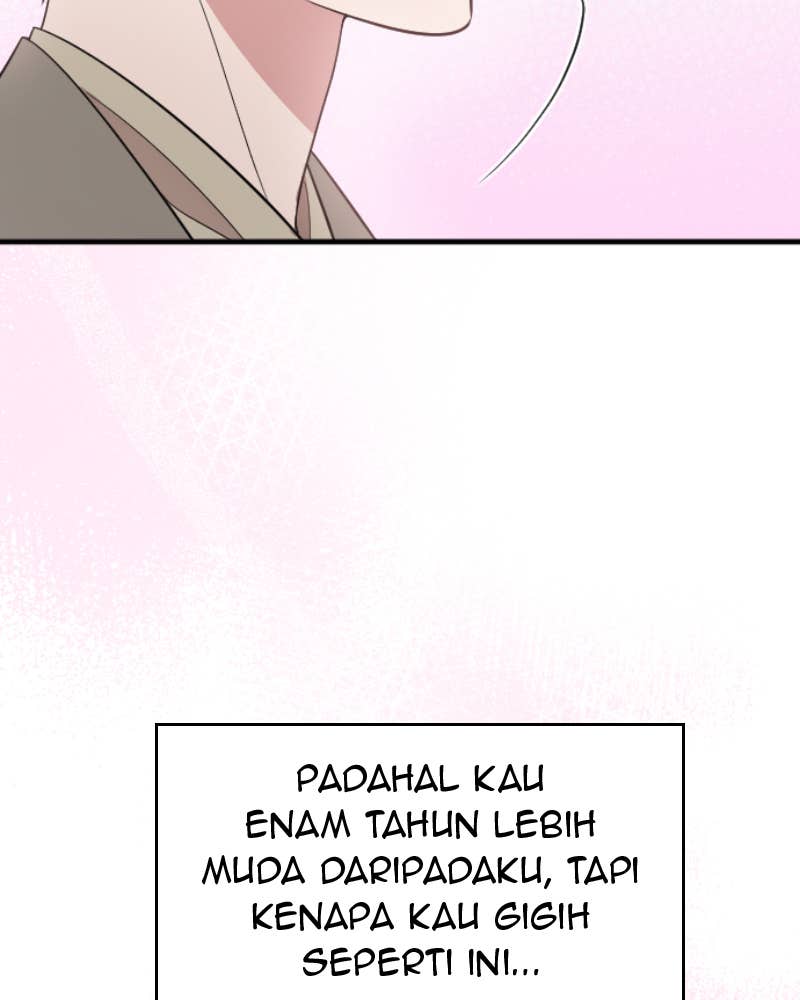 PADAHAL KAU
ENAM TAHUN LEBIH
MUDA DARIPADAKU, TAPI
KENAPA KAU GIGIH
SEPERTI INI...